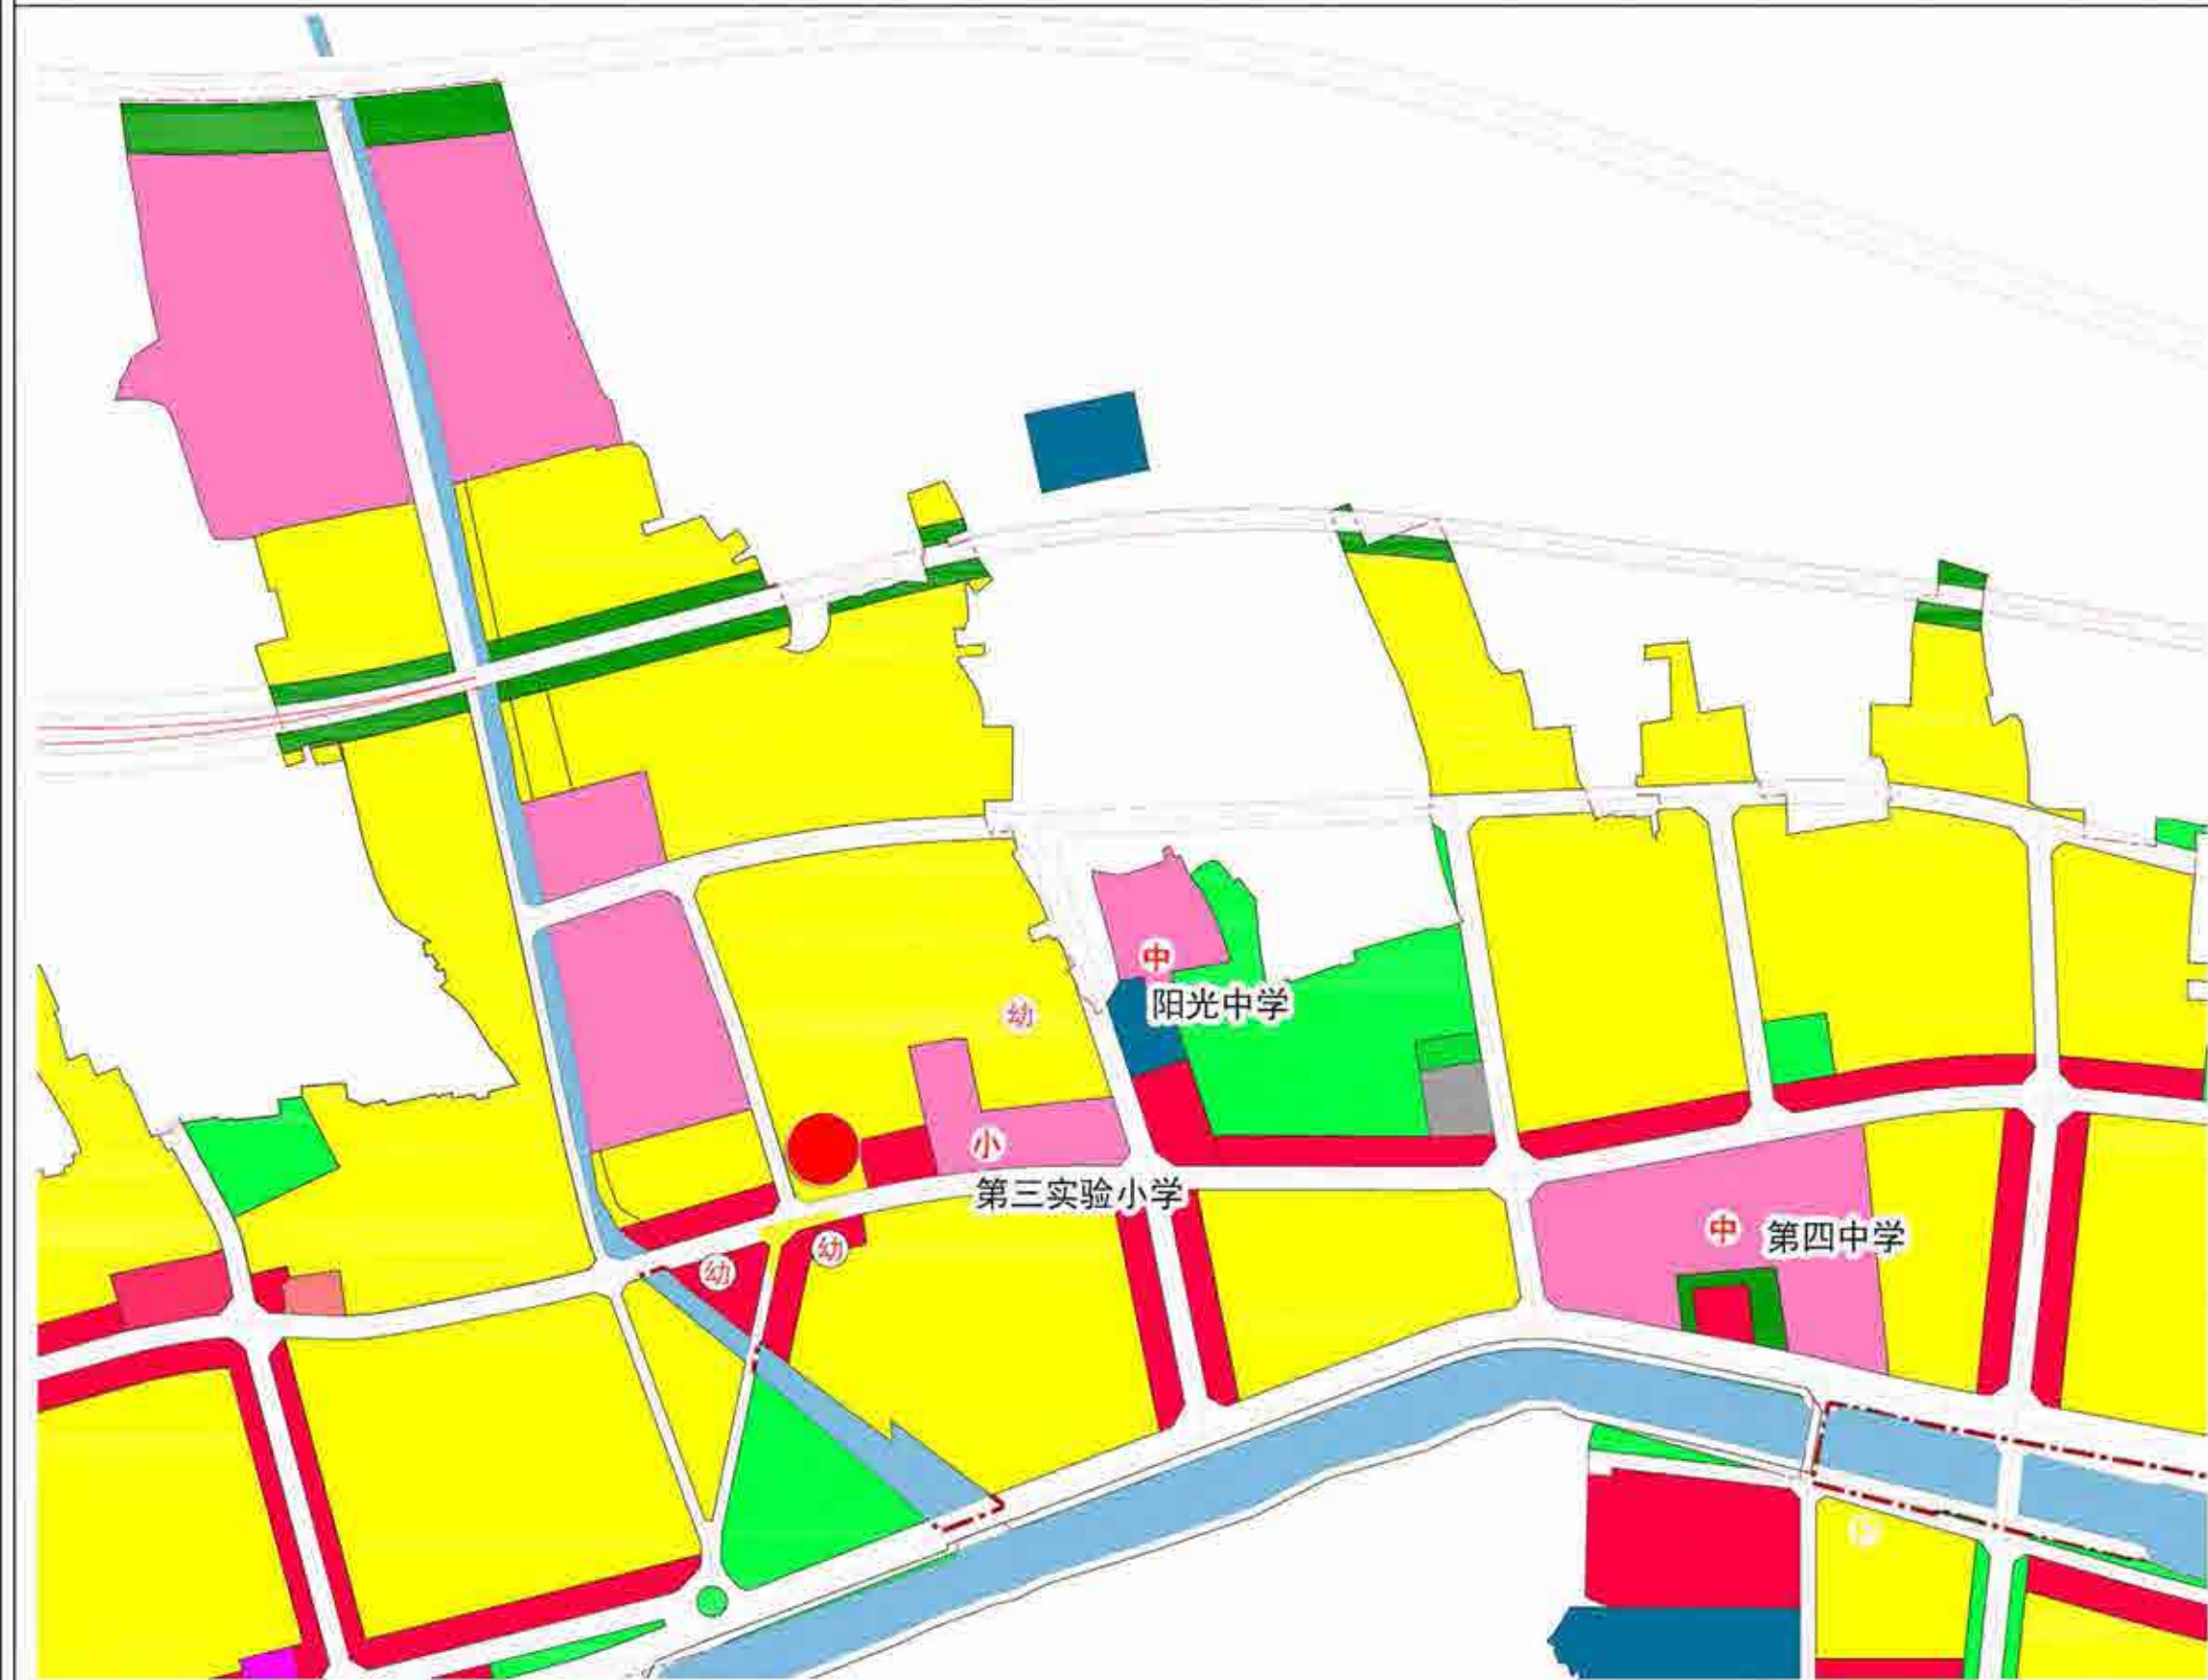 中
阳光中学
幼
小
第三实验小学
中 第四中学
幼
幼